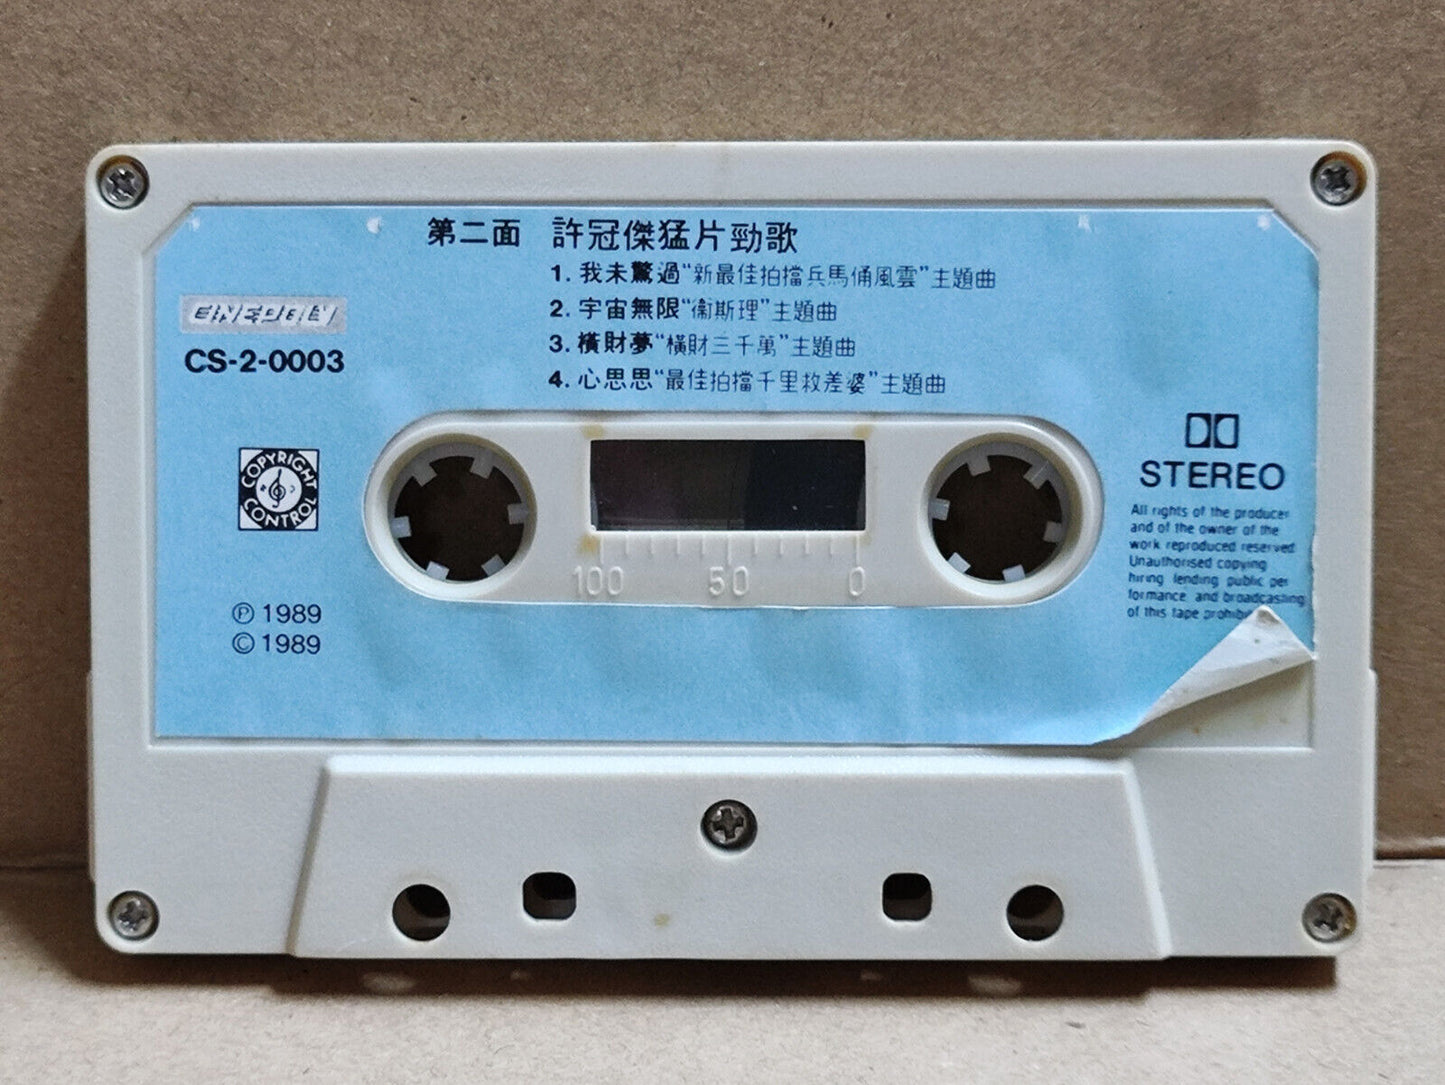 第二面 許冠傑猛片勁歌
1. 我未驚過“新最佳拍擋兵馬俑風雲”主題曲
2. 宇宙無限“衞斯理”主題曲
3. 橫財夢“橫財三千萬”主題曲
4. 心思思“最佳拍擋千里救差婆”主題曲
CS-2-0003
COPYRIGHT
CONTROL
Ⓟ 1989
© 1989
100 50 0
STEREO
All rights of the producer
and of the owner of the
work reproduced reserved
Unauthorised copying
hiring lending public per
formance and broadcasting
of this tape prohibi